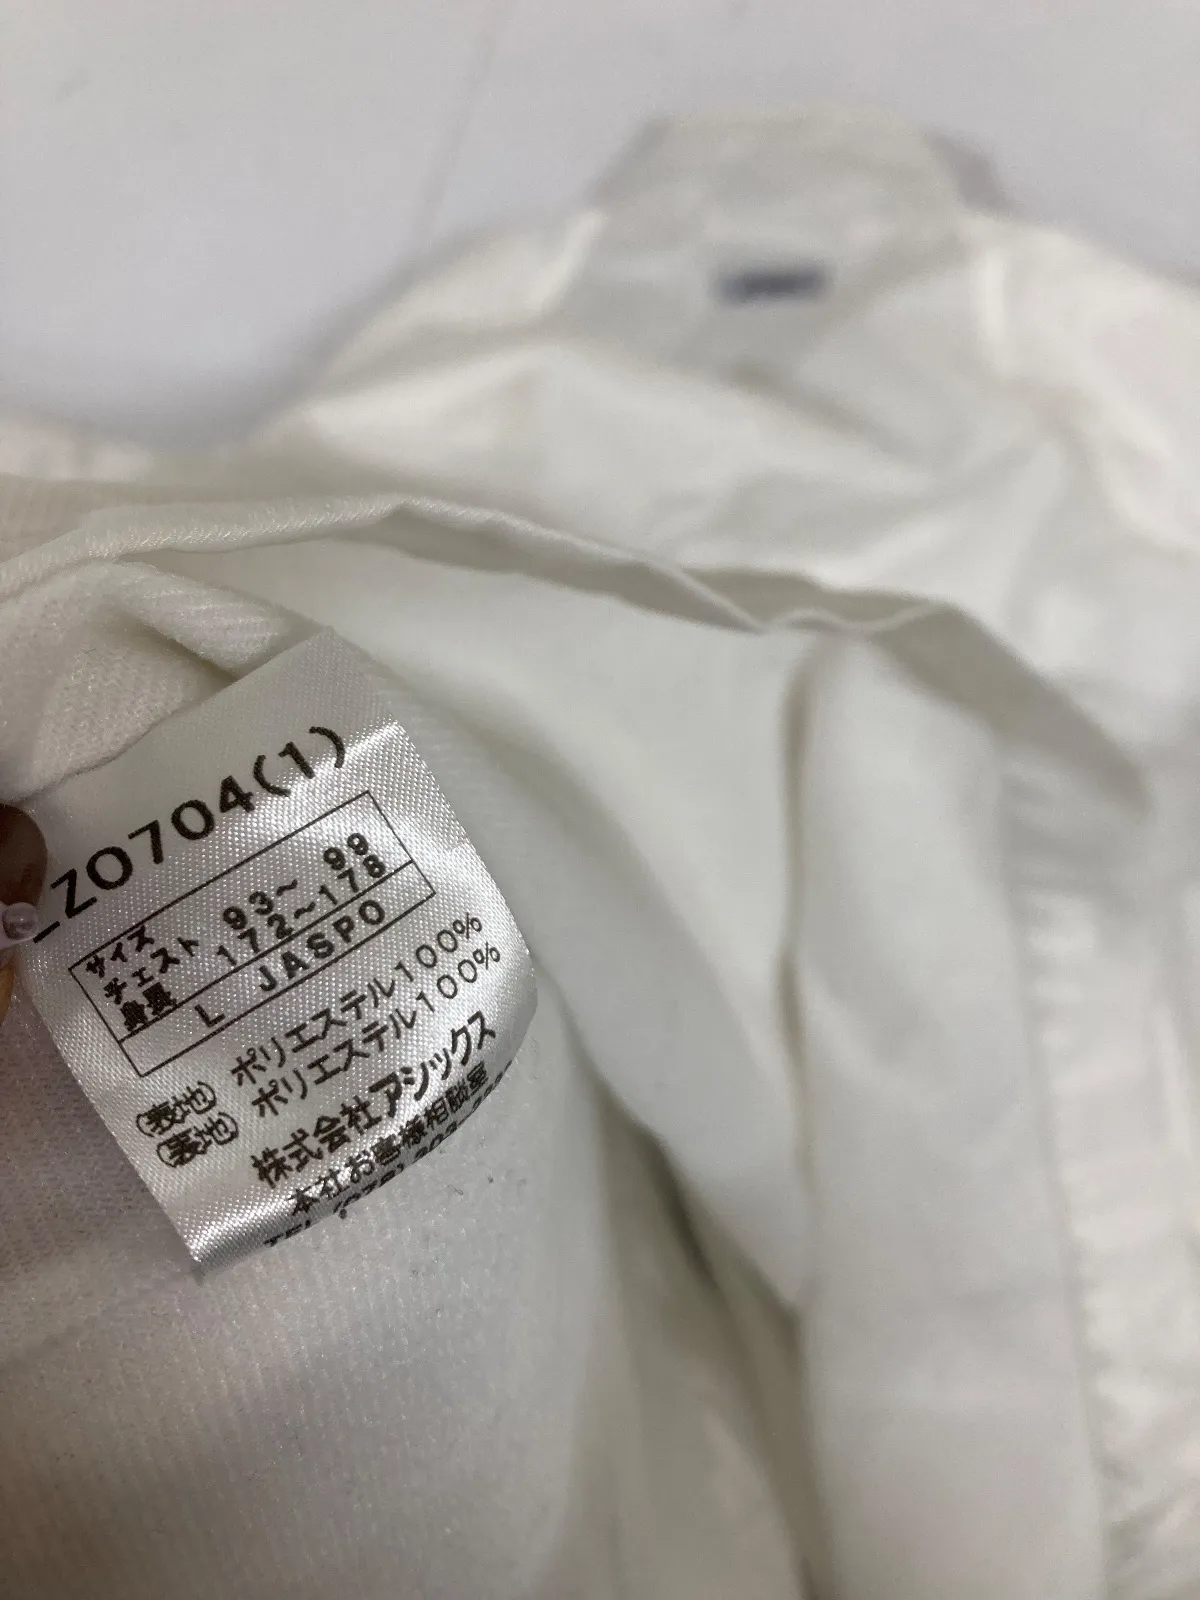 _Z0704(1)
サイズ
チェスト 93~ 99
身長 172~178
L JASPO
(表地) ポリエステル100%
(裏地) ポリエステル100%
株式会社アシックス
本社お客様相談室
TEL